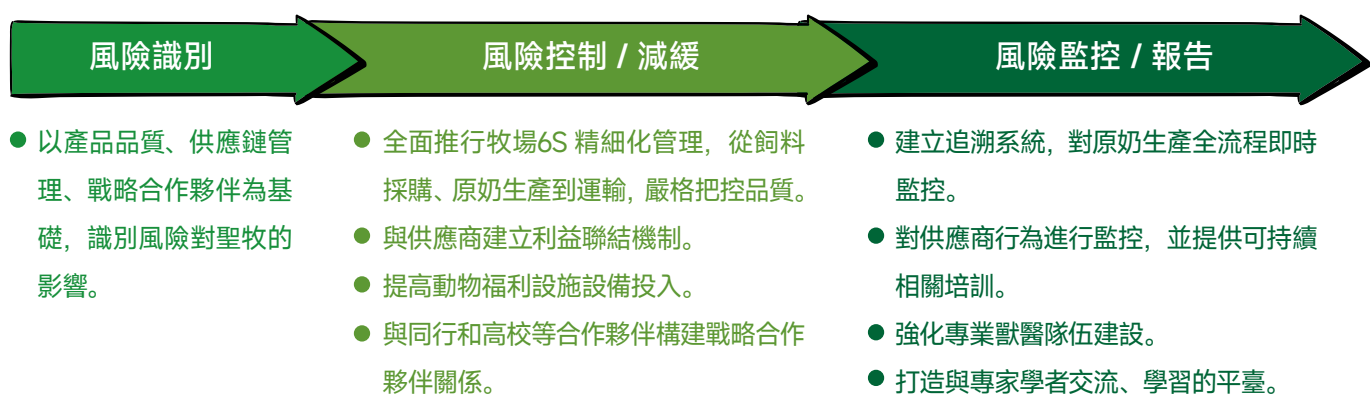 風險識別
以產品品質、供應鏈管
理、戰略合作夥伴為基
礎，識別風險對聖牧的
影響。
風險控制 / 減緩
全面推行牧場6S 精細化管理，從飼料
採購、原奶生產到運輸，嚴格把控品質。
與供應商建立利益聯結機制。
提高動物福利設施設備投入。
與同行和高校等合作夥伴構建戰略合作
夥伴關係。
風險監控 / 報告
建立追溯系統，對原奶生產全流程即時
監控。
對供應商行為進行監控，並提供可持續
相關培訓。
強化專業獸醫隊伍建設。
打造與專家學者交流、學習的平臺。